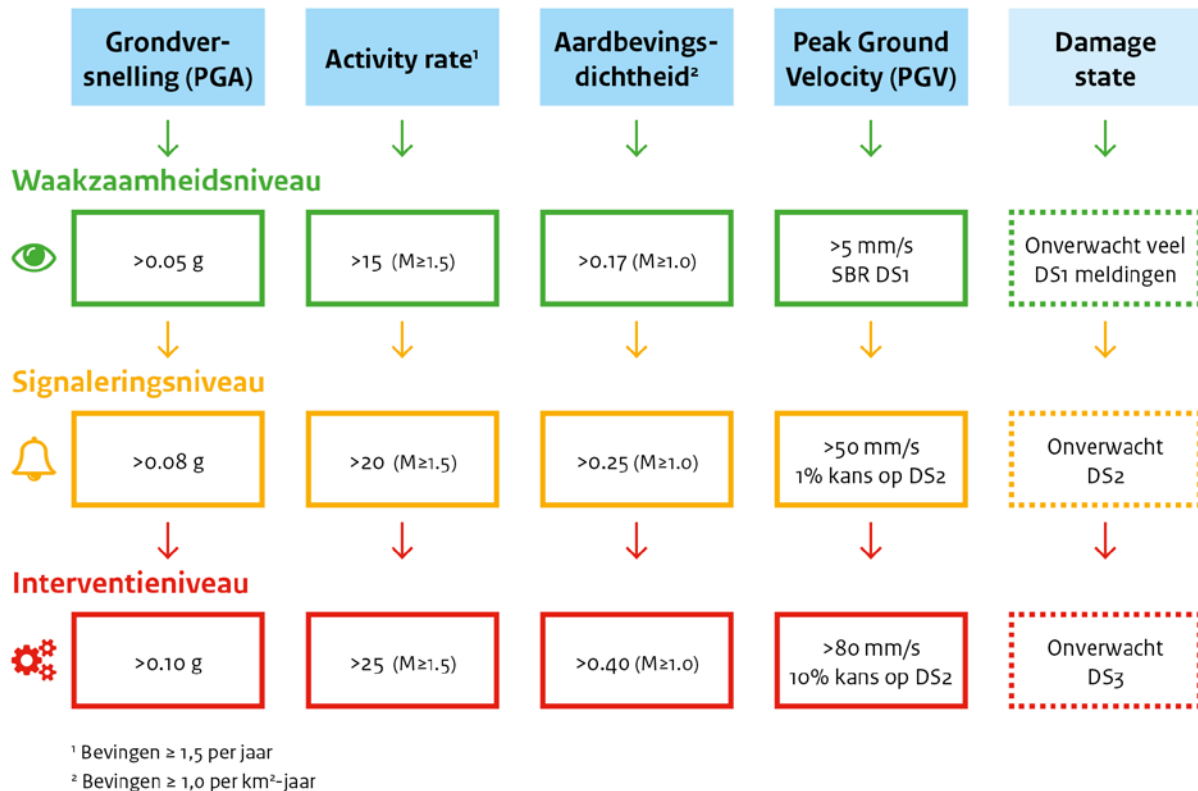 Grondver-
snelling (PGA)
Activity rate¹
Aardbevings-
dichtheid²
Peak Ground
Velocity (PGV)
Damage
state
Waakzaamheidsniveau
>0.05 g
>15 (M≥1.5)
>0.17 (M≥1.0)
>5 mm/s
SBR DS1
Onverwacht veel
DS1 meldingen
Signaleringsniveau
>0.08 g
>20 (M≥1.5)
>0.25 (M≥1.0)
>50 mm/s
1% kans op DS2
Onverwacht
DS2
Interventieniveau
>0.10 g
>25 (M≥1.5)
>0.40 (M≥1.0)
>80 mm/s
10% kans op DS2
Onverwacht
DS3
¹ Bevingen ≥ 1,5 per jaar
² Bevingen ≥ 1,0 per km²-jaar